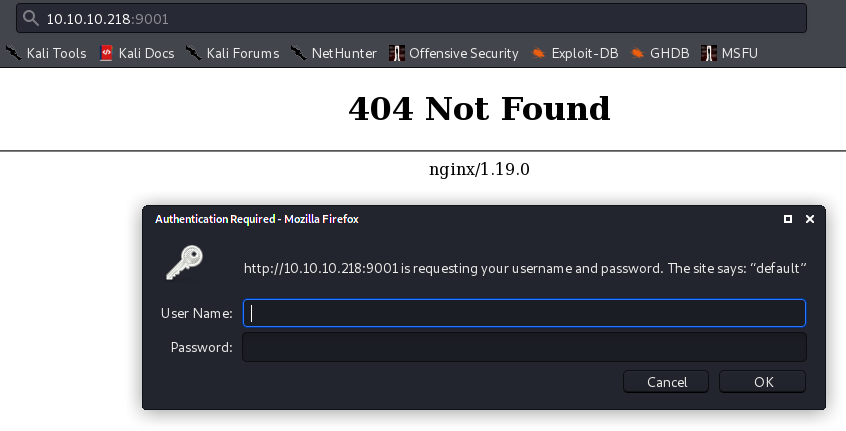 10.10.10.218:9001
Kali Tools Kali Docs Kali Forums NetHunter Offensive Security Exploit-DB GHDB MSFU
404 Not Found
nginx/1.19.0
Authentication Required - Mozilla Firefox
http://10.10.10.218:9001 is requesting your username and password. The site says: “default”
User Name:
Password:
Cancel OK